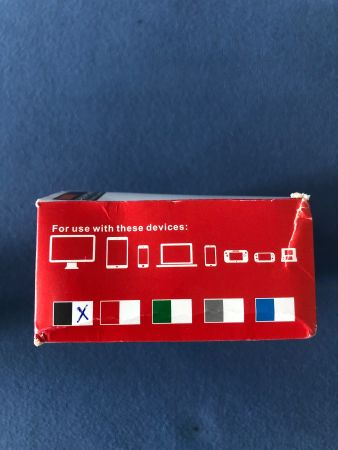 For use with these devices:
X